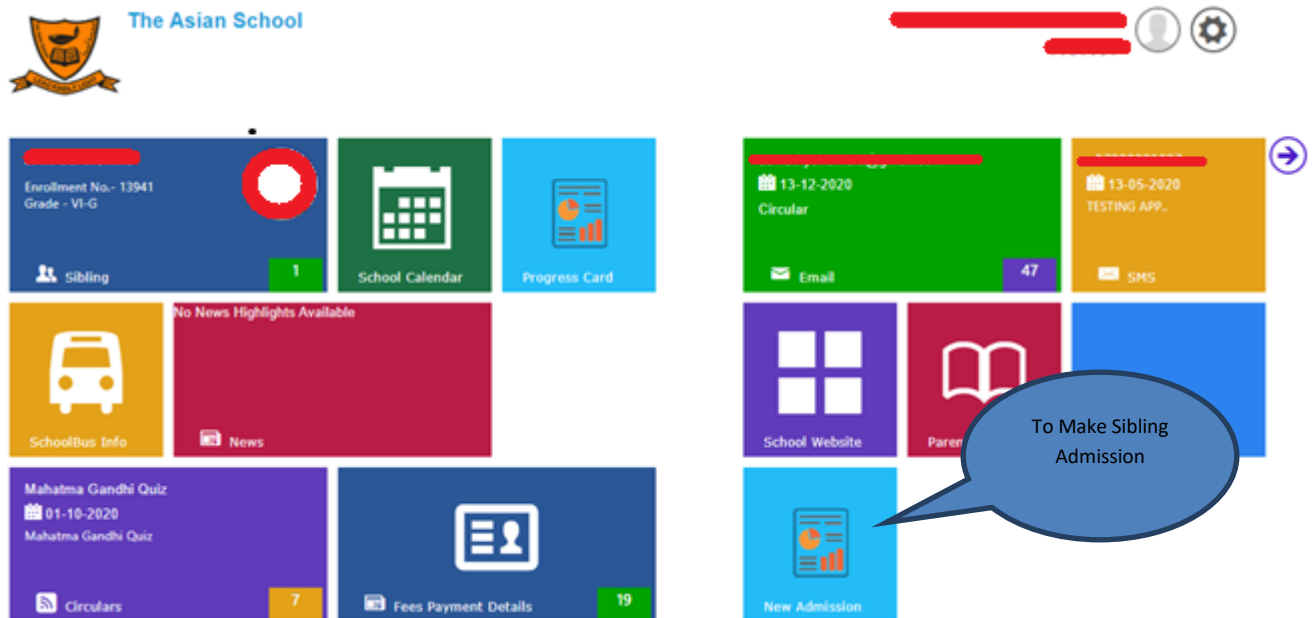 The Asian School
Enrollment No.- 13941
Grade - VI-G
Sibling
1
School Calendar
Progress Card
13-12-2020
Circular
Email
47
13-05-2020
TESTING APP..
SMS
SchoolBus Info
No News Highlights Available
News
School Website
Paren
To Make Sibling
Admission
Mahatma Gandhi Quiz
01-10-2020
Mahatma Gandhi Quiz
Circulars
7
Fees Payment Details
19
New Admission